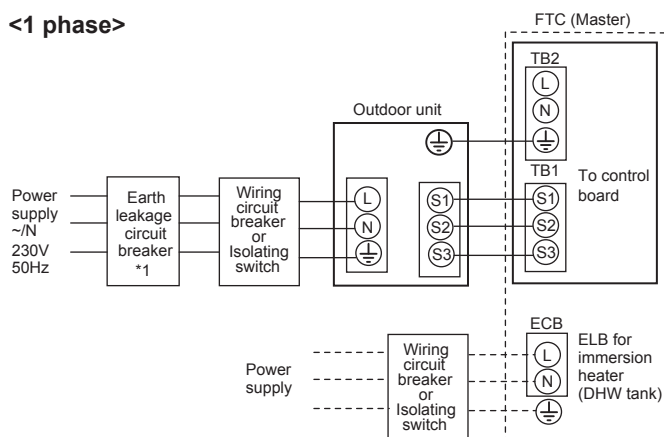 <1 phase>
FTC (Master)
TB2
L
N
Outdoor unit
TB1
To control
board
Power
supply
~/N
230V
50Hz
Earth
leakage
circuit
breaker
*1
Wiring
circuit
breaker
or
Isolating
switch
L
N
S1
S2
S3
S1
S2
S3
ECB
Power
supply
Wiring
circuit
breaker
or
Isolating
switch
L
N
ELB for
immersion
heater
(DHW tank)